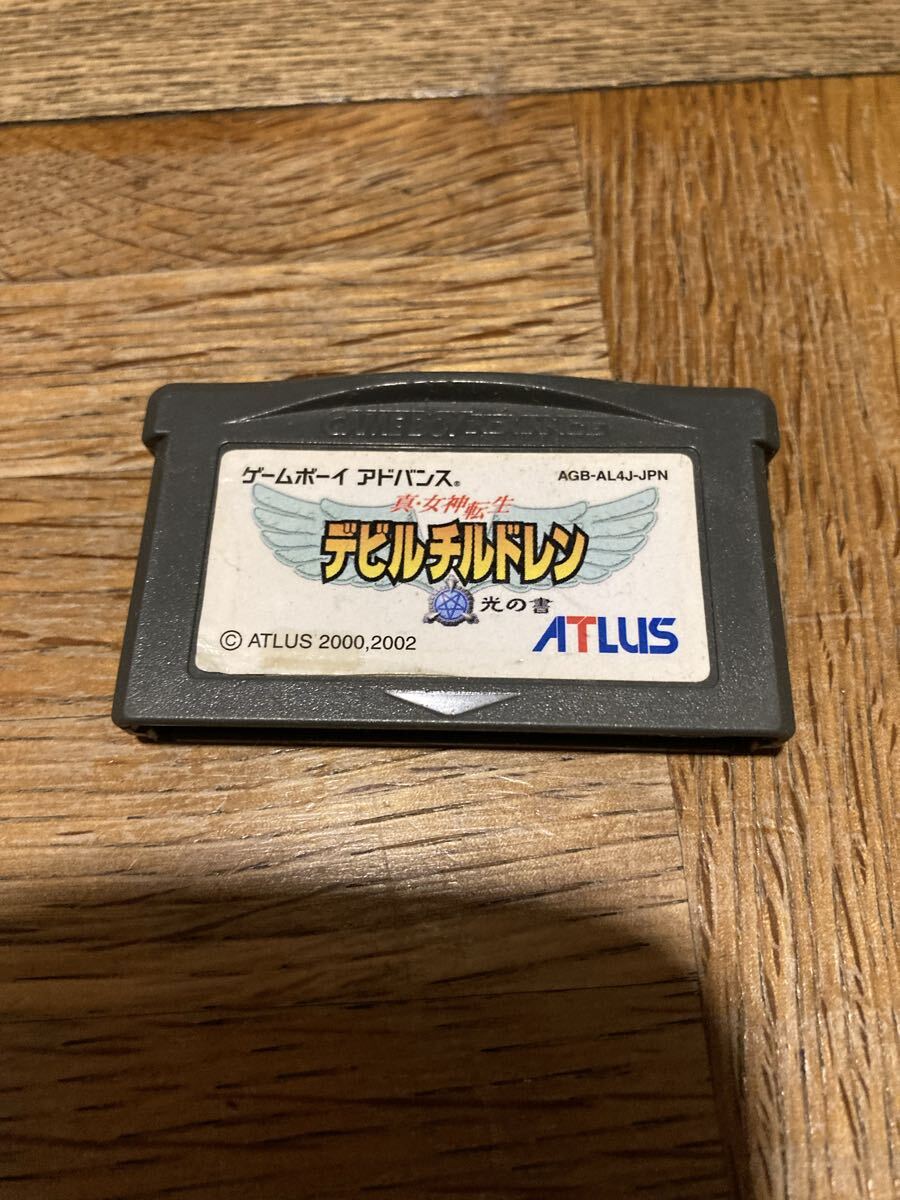 GAME BOY ADVANCE
ゲームボーイ アドバンス®
AGB-AL4J-JPN
真・女神転生
デビルチルドレン
光の書
© ATLUS 2000,2002
ATLUS